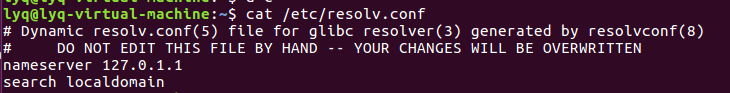 lyq@lyq-virtual-machine:~$ cat /etc/resolv.conf
# Dynamic resolv.conf(5) file for glibc resolver(3) generated by resolvconf(8)
#     DO NOT EDIT THIS FILE BY HAND -- YOUR CHANGES WILL BE OVERWRITTEN
nameserver 127.0.1.1
search localdomain